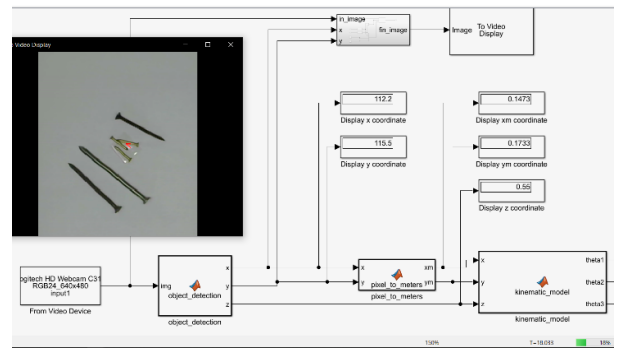 in_image
x
y
fin_image
Image
To Video
Display
Video Display
112.2
Display x coordinate
0.1473
Display xm coordinate
115.5
Display y coordinate
0.1733
Display ym coordinate
0.55
Display z coordinate
ogitech HD Webcam C31
RGB24_640x480
input1
From Video Device
img
object_detection
x
y
z
object_detection
x
y
pixel_to_meters
xm
ym
pixel_to_meters
x
y
z
kinematic_model
theta1
theta2
theta3
kinematic_model